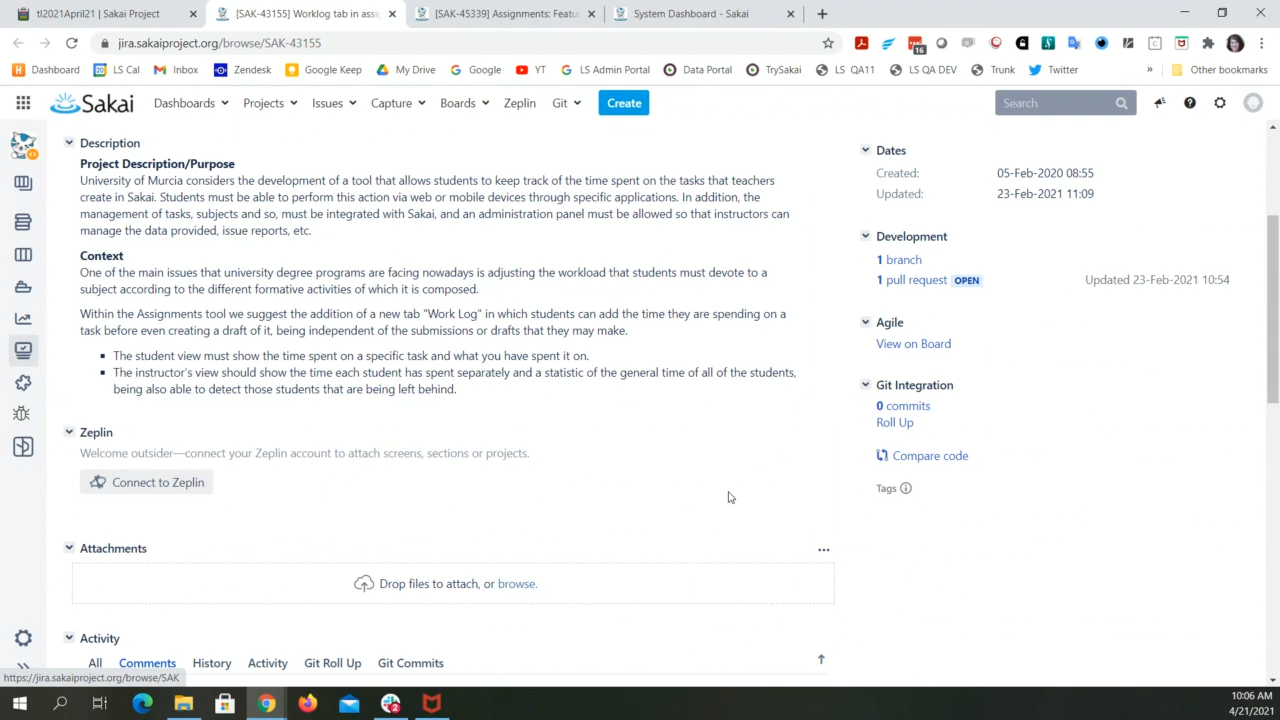 tl2021April21 | Sakai Project
[SAK-43155] Worklog tab in assig
[SAK-45339] Assignments: Featu
System Dashboard - Sakai
jira.sakaiproject.org/browse/SAK-43155
16
Dashboard
LS Cal
Inbox
Zendesk
Google Keep
My Drive
Google
YT
LS Admin Portal
Data Portal
TrySakai
LS QA11
LS QA DEV
Trunk
Twitter
»
Other bookmarks
Sakai
Dashboards
Projects
Issues
Capture
Boards
Zeplin
Git
Create
Search
Description
Project Description/Purpose
University of Murcia considers the development of a tool that allows students to keep track of the time spent on the tasks that teachers
create in Sakai. Students must be able to perform this action via web or mobile devices through specific applications. In addition, the
management of tasks, subjects and so, must be integrated with Sakai, and an administration panel must be allowed so that instructors can
manage the data provided, issue reports, etc.
Context
One of the main issues that university degree programs are facing nowadays is adjusting the workload that students must devote to a
subject according to the different formative activities of which it is composed.
Within the Assignments tool we suggest the addition of a new tab "Work Log" in which students can add the time they are spending on a
task before even creating a draft of it, being independent of the submissions or drafts that they may make.
The student view must show the time spent on a specific task and what you have spent it on.
The instructor's view should show the time each student has spent separately and a statistic of the general time of all of the students,
being also able to detect those students that are being left behind.
Zeplin
Welcome outsider—connect your Zeplin account to attach screens, sections or projects.
Connect to Zeplin
Attachments
Drop files to attach, or browse.
Activity
All Comments History Activity Git Roll Up Git Commits
Dates
Created: 05-Feb-2020 08:55
Updated: 23-Feb-2021 11:09
Development
1 branch
1 pull request OPEN Updated 23-Feb-2021 10:54
Agile
View on Board
Git Integration
0 commits
Roll Up
Compare code
Tags
https://jira.sakaiproject.org/browse/SAK
10:06 AM
4/21/2021